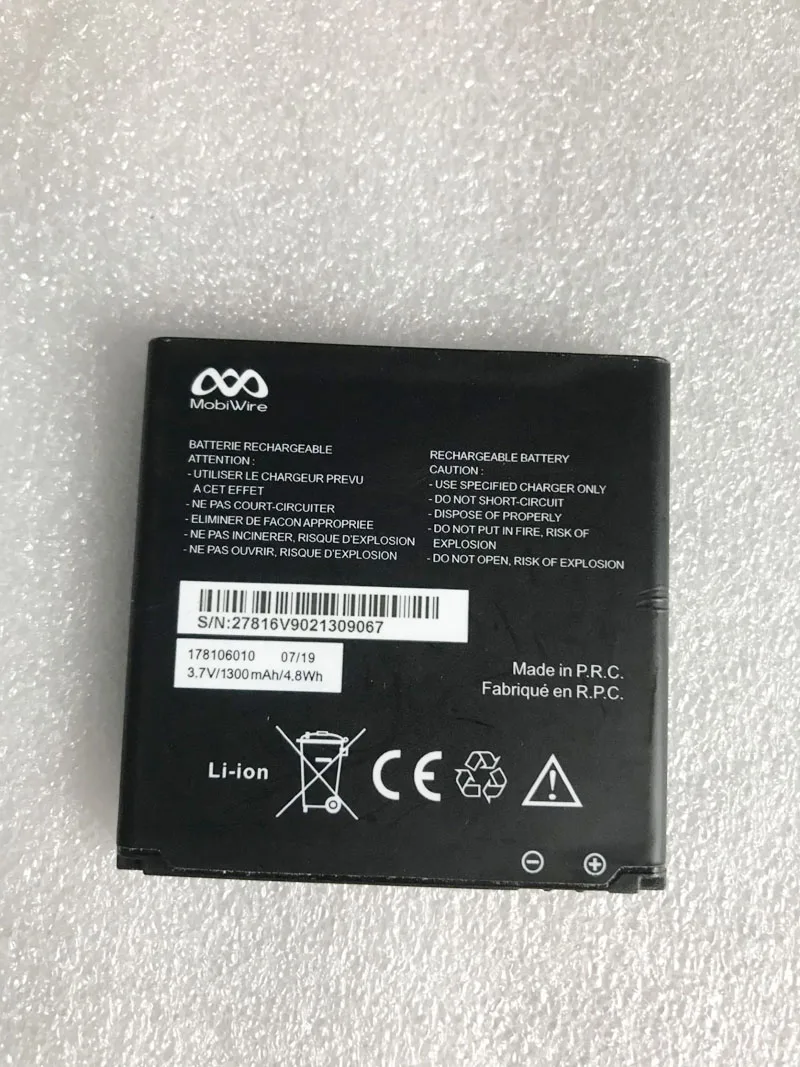 MobiWire
BATTERIE RECHARGEABLE
ATTENTION :
- UTILISER LE CHARGEUR PREVU
A CET EFFET
- NE PAS COURT-CIRCUITER
- ELIMINER DE FACON APPROPRIEE
- NE PAS INCINERER, RISQUE D'EXPLOSION
- NE PAS OUVRIR, RISQUE D'EXPLOSION
RECHARGEABLE BATTERY
CAUTION :
- USE SPECIFIED CHARGER ONLY
- DO NOT SHORT-CIRCUIT
- DISPOSE OF PROPERLY
- DO NOT PUT IN FIRE, RISK OF
EXPLOSION
- DO NOT OPEN, RISK OF EXPLOSION
S/N:27816V9021309067
178106010 07/19
3.7V/1300mAh/4.8Wh
Made in P.R.C.
Fabriqué en R.P.C.
Li-ion
CE